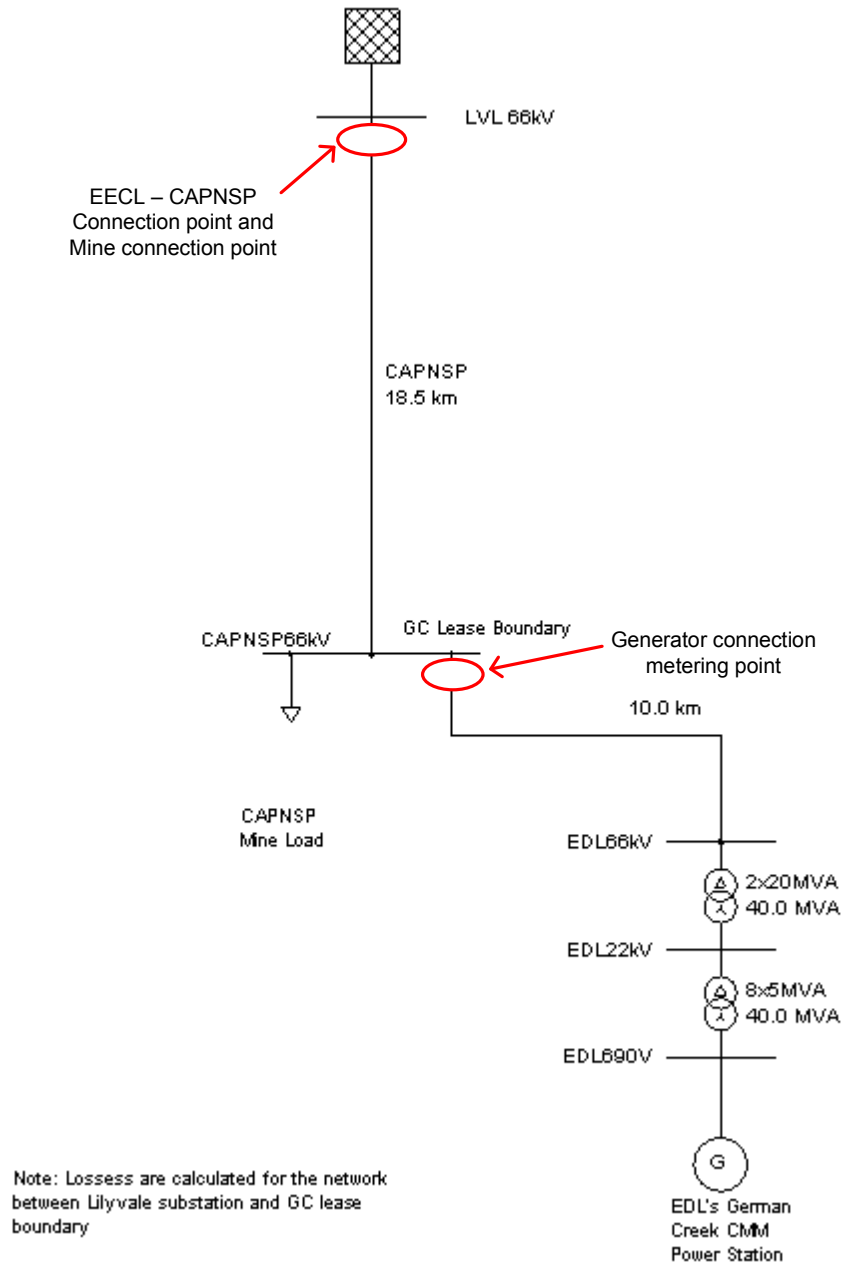 LVL 66kV
EECL – CAPNSP
Connection point and
Mine connection point
CAPNSP
18.5 km
CAPNSP66kV
GC Lease Boundary
Generator connection
metering point
10.0 km
CAPNSP
Mine Load
EDL66kV
2x20MVA
40.0 MVA
EDL22kV
8x5MVA
40.0 MVA
EDL690V
G
EDL's German
Creek CMM
Power Station
Note: Lossess are calculated for the network
between Lilyvale substation and GC lease
boundary